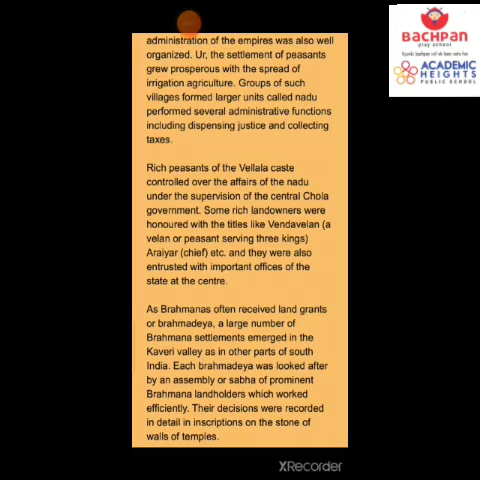 BACHPAN
play school
ACADEMIC
HEIGHTS
PUBLIC SCHOOL
administration of the empires was also well
organized. Ur, the settlement of peasants
grew prosperous with the spread of
irrigation agriculture. Groups of such
villages formed larger units called nadu
performed several administrative functions
including dispensing justice and collecting
taxes.
Rich peasants of the Vellala caste
controlled over the affairs of the nadu
under the supervision of the central Chola
government. Some rich landowners were
honoured with the titles like Vendavelan (a
velan or peasant serving three kings)
Araiyar (chief) etc. and they were also
entrusted with important offices of the
state at the centre.
As Brahmanas often received land grants
or brahmadeya, a large number of
Brahmana settlements emerged in the
Kaveri valley as in other parts of south
India. Each brahmadeya was looked after
by an assembly or sabha of prominent
Brahmana landholders which worked
efficiently. Their decisions were recorded
in detail in inscriptions on the stone of
walls of temples.
XRecorder